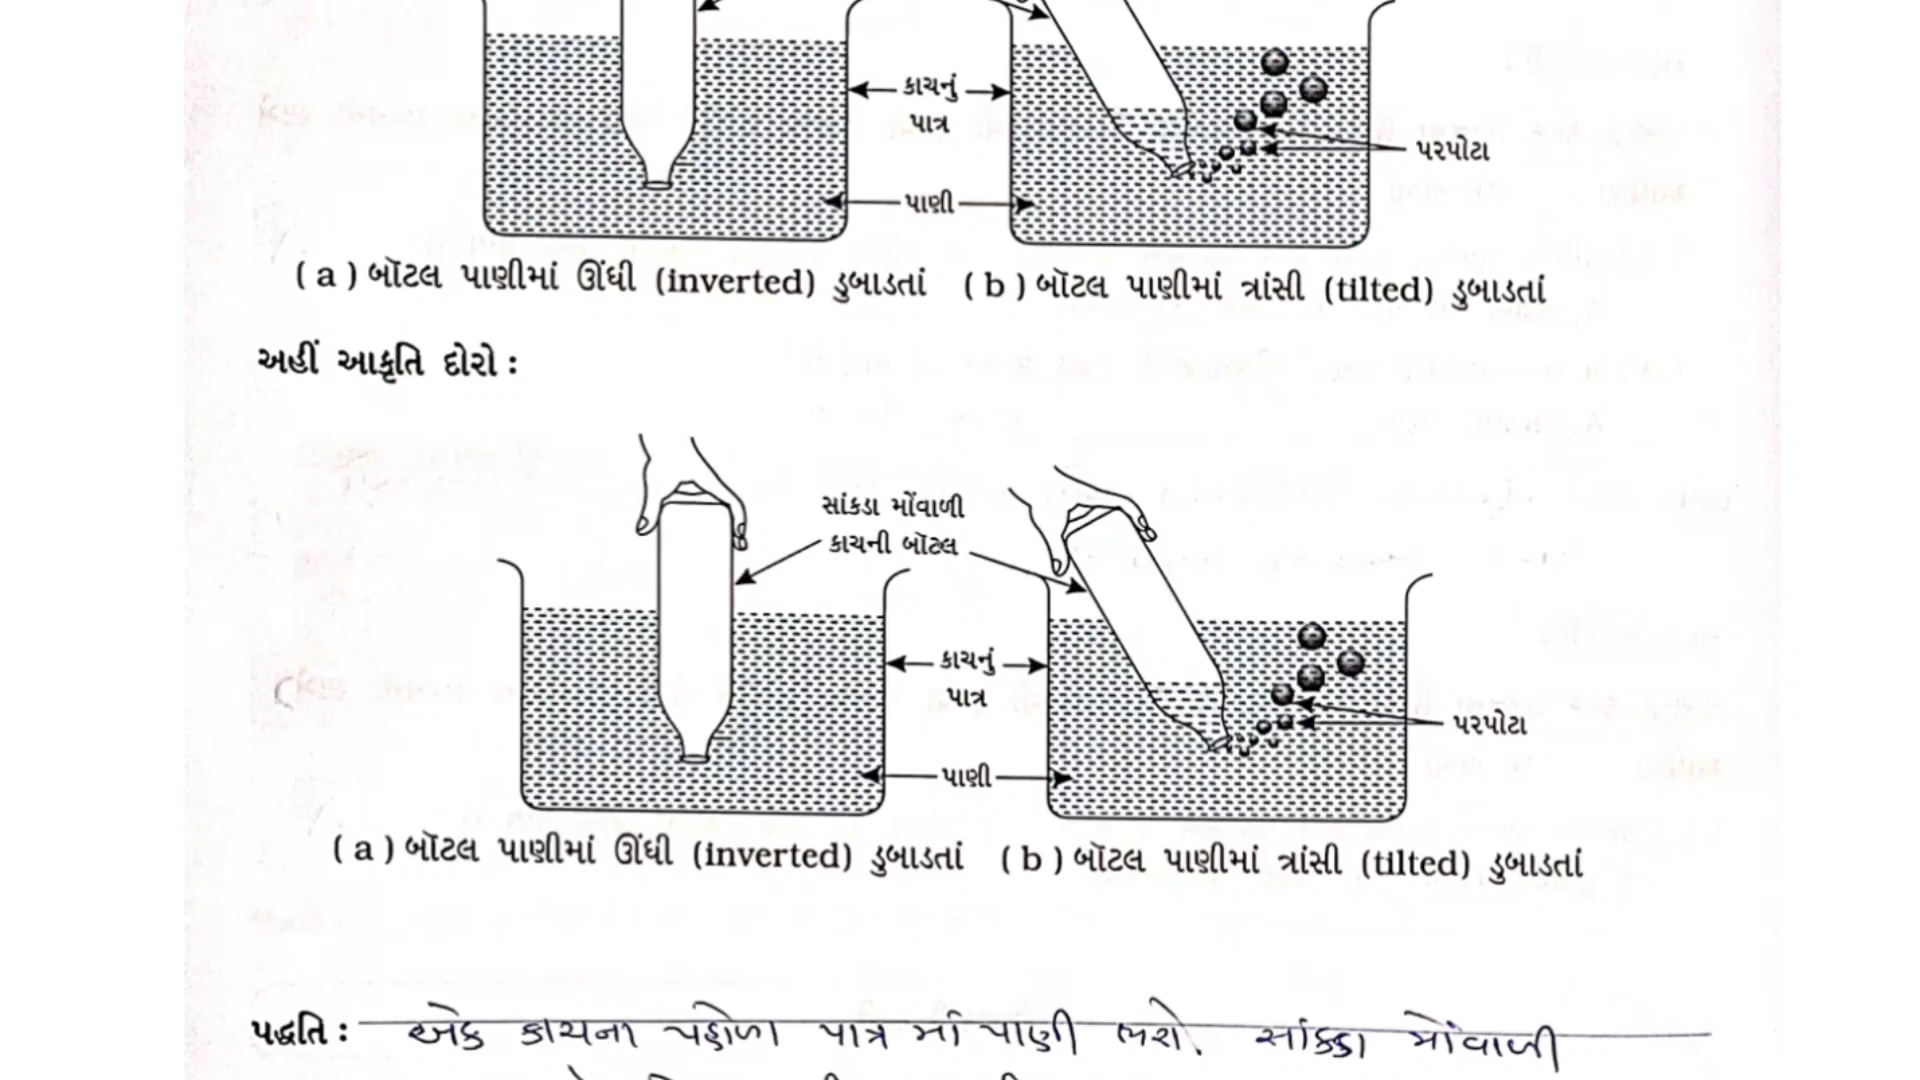 કાચનું
પાત્ર
પરપોટા
પાણી
( a ) બૉટલ પાણીમાં ઊંધી (inverted) ડુબાડતાં ( b ) બૉટલ પાણીમાં ત્રાંસી (tilted) ડુબાડતાં
અહીં આકૃતિ દોરો :
સાંકડા મોંવાળી
કાચની બૉટલ
કાચનું
પાત્ર
પરપોટા
પાણી
( a ) બૉટલ પાણીમાં ઊંધી (inverted) ડુબાડતાં ( b ) બૉટલ પાણીમાં ત્રાંસી (tilted) ડુબાડતાં
પદ્ધતિ : એક કાચના પહોળા પાત્ર માં પાણી ભરો. સાંકડા મોંવાળી